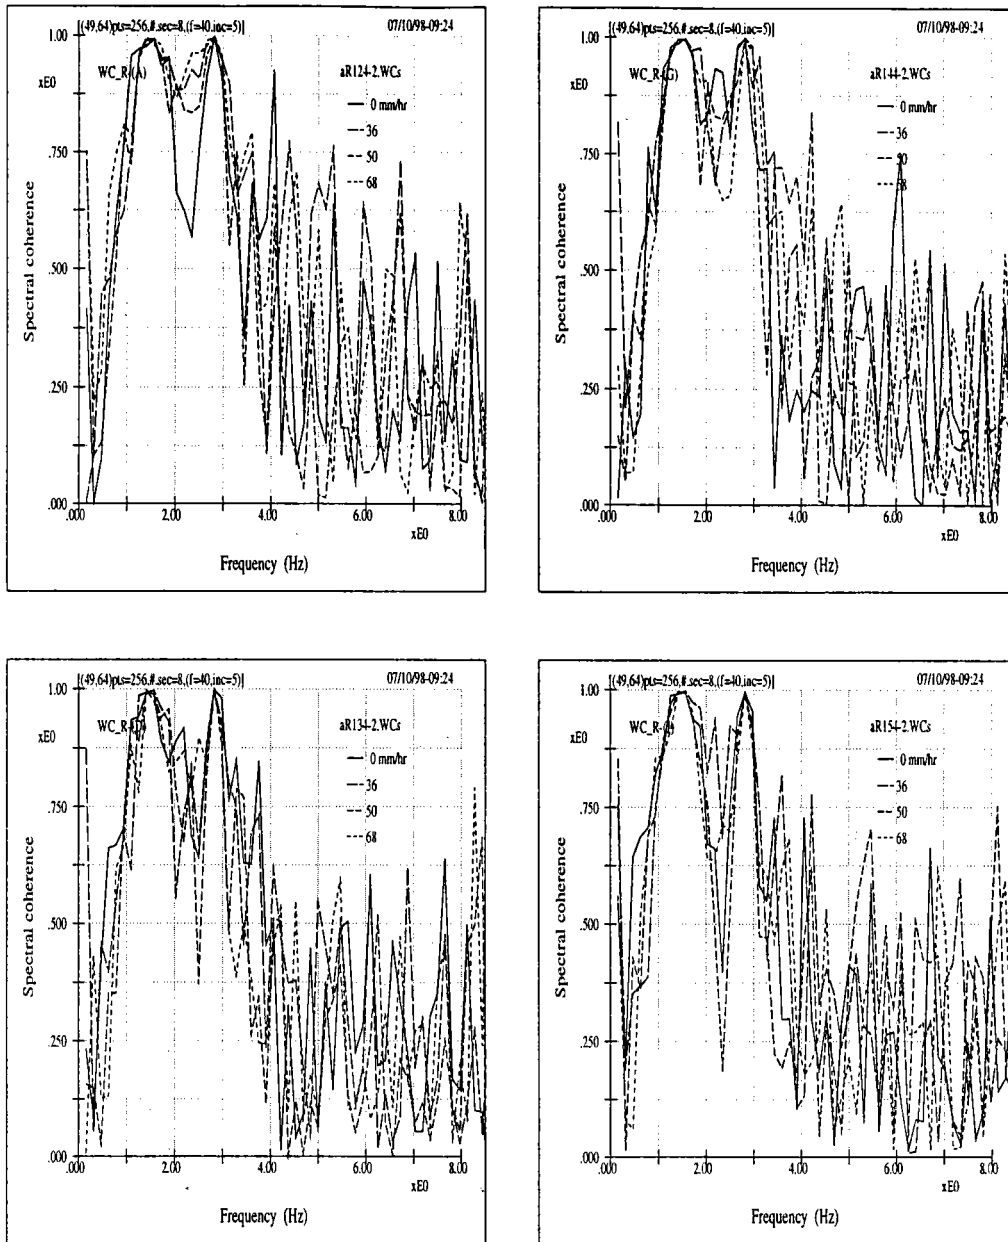 [(49,64)pts=256,#.sec=8,(f=40,inc=5)] 07/10/98-09:24
1.00
xE0
WC_R-(A)
aR124-2.WCs
0 mm/hr
36
50
68
.750
.500
.250
.000
Spectral coherence
.000 2.00 4.00 6.00 8.00
xE0
Frequency (Hz)
[(49,64)pts=256,#.sec=8,(f=40,inc=5)] 07/10/98-09:24
1.00
xE0
WC_R-(G)
aR144-2.WCs
0 mm/hr
36
50
68
.750
.500
.250
.000
Spectral coherence
.000 2.00 4.00 6.00 8.00
xE0
Frequency (Hz)
[(49,64)pts=256,#.sec=8,(f=40,inc=5)] 07/10/98-09:24
1.00
xE0
WC_R-(D)
aR134-2.WCs
0 mm/hr
36
50
68
.750
.500
.250
.000
Spectral coherence
.000 2.00 4.00 6.00 8.00
xE0
Frequency (Hz)
[(49,64)pts=256,#.sec=8,(f=40,inc=5)] 07/10/98-09:24
1.00
xE0
aR154-2.WCs
0 mm/hr
36
50
68
.750
.500
.250
.000
Spectral coherence
.000 2.00 4.00 6.00 8.00
xE0
Frequency (Hz)